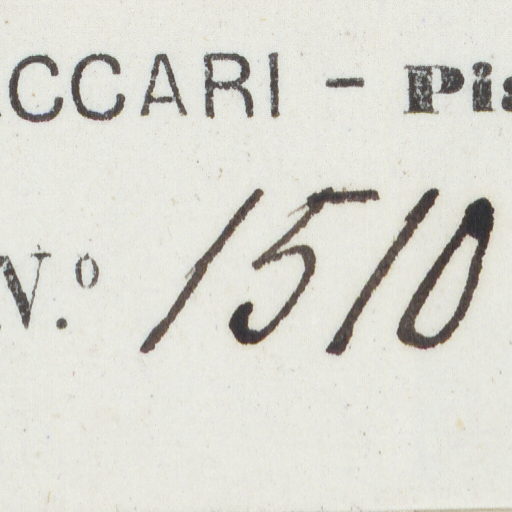 CCARI - Pis
N.º 1510